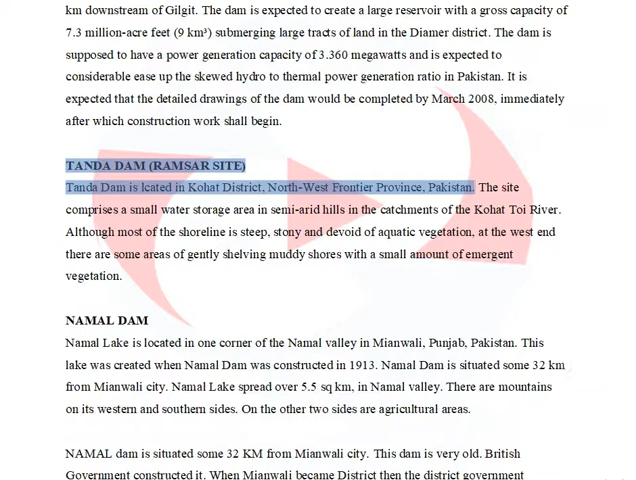 km downstream of Gilgit. The dam is expected to create a large reservoir with a gross capacity of
7.3 million-acre feet (9 km³) submerging large tracts of land in the Diamer district. The dam is
supposed to have a power generation capacity of 3.360 megawatts and is expected to
considerable ease up the skewed hydro to thermal power generation ratio in Pakistan. It is
expected that the detailed drawings of the dam would be completed by March 2008, immediately
after which construction work shall begin.
TANDA DAM (RAMSAR SITE)
Tanda Dam is lcated in Kohat District, North-West Frontier Province, Pakistan. The site
comprises a small water storage area in semi-arid hills in the catchments of the Kohat Toi River.
Although most of the shoreline is steep, stony and devoid of aquatic vegetation, at the west end
there are some areas of gently shelving muddy shores with a small amount of emergent
vegetation.
NAMAL DAM
Namal Lake is located in one corner of the Namal valley in Mianwali, Punjab, Pakistan. This
lake was created when Namal Dam was constructed in 1913. Namal Dam is situated some 32 km
from Mianwali city. Namal Lake spread over 5.5 sq km, in Namal valley. There are mountains
on its western and southern sides. On the other two sides are agricultural areas.
NAMAL dam is situated some 32 KM from Mianwali city. This dam is very old. British
Government constructed it. When Mianwali became District then the district government